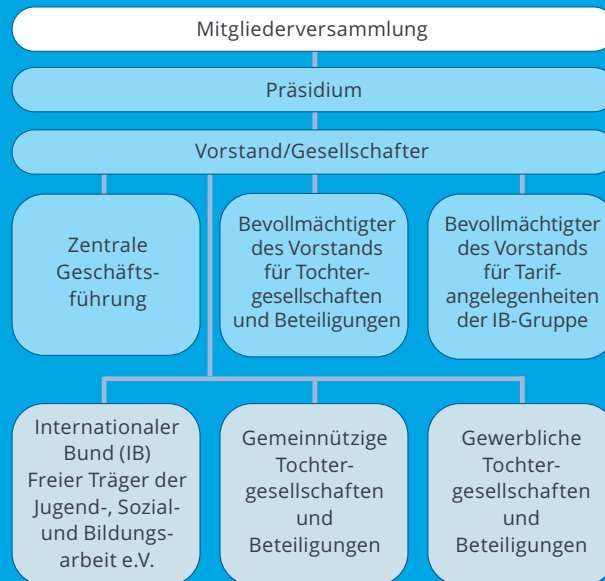 Mitgliederversammlung
Präsidium
Vorstand/Gesellschafter
Zentrale
Geschäfts-
führung
Bevollmächtigter
des Vorstands
für Tochter-
gesellschaften
und Beteiligungen
Bevollmächtigter
des Vorstands
für Tarif-
angelegenheiten
der IB-Gruppe
Internationaler
Bund (IB)
Freier Träger der
Jugend-, Sozial-
und Bildungs-
arbeit e.V.
Gemeinnützige
Tochter-
gesellschaften
und
Beteiligungen
Gewerbliche
Tochter-
gesellschaften
und
Beteiligungen